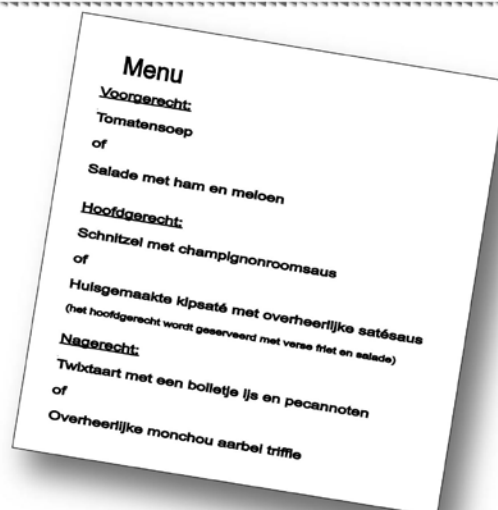 Menu
Voorgerecht:
Tomatensoep
of
Salade met ham en meloen
Hoofdgerecht:
Schnitzel met champignonroomsaus
of
Huisgemaakte kipsaté met overheerlijke satésaus
(het hoofdgerecht wordt geserveerd met verse friet en salade)
Nagerecht:
Twixtaart met een bolletje ijs en pecannoten
of
Overheerlijke monchou aarbei triffle